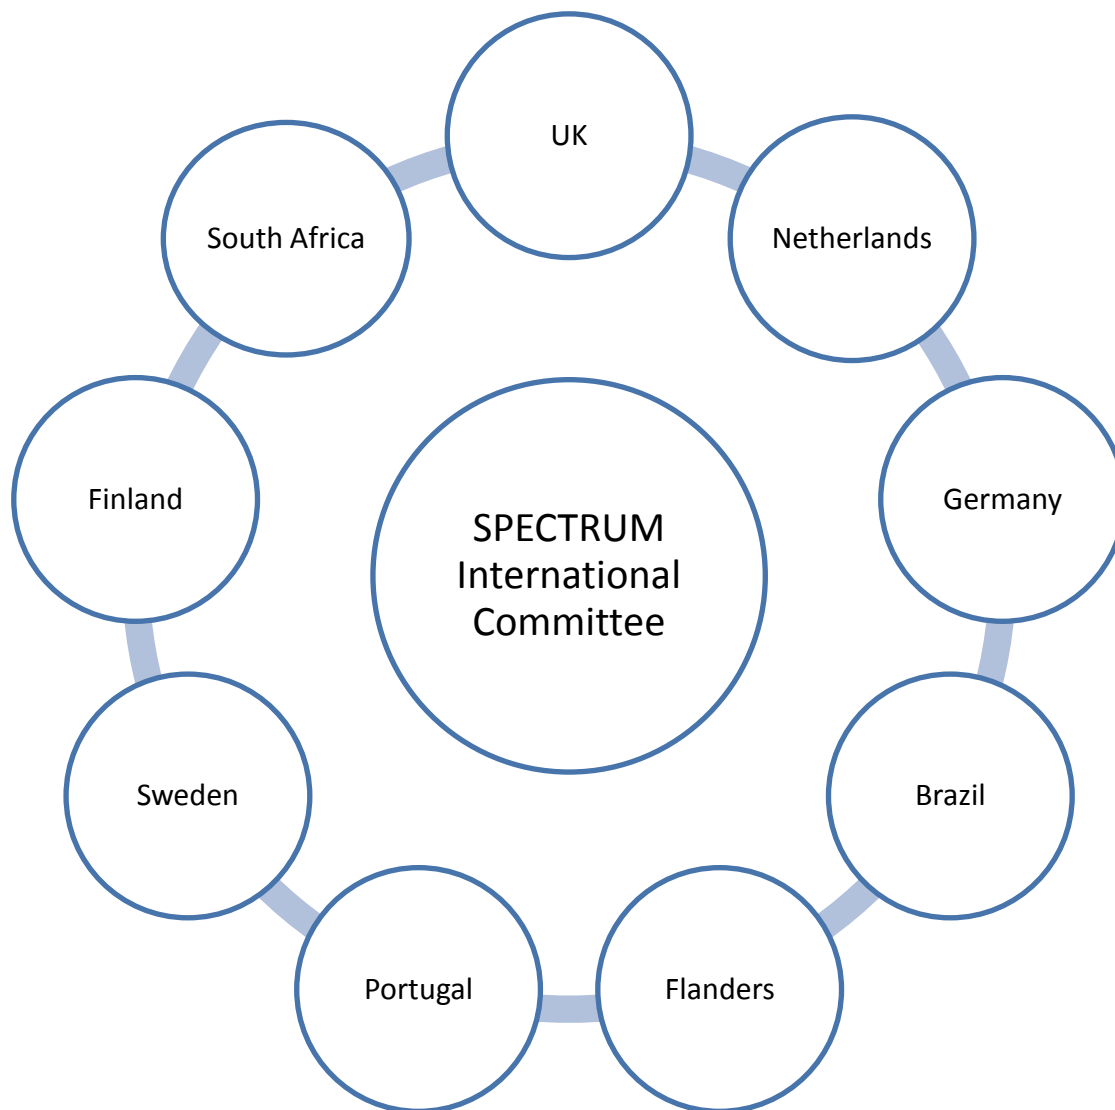 UK
Netherlands
Germany
Brazil
Flanders
Portugal
Sweden
Finland
South Africa
SPECTRUM
International
Committee